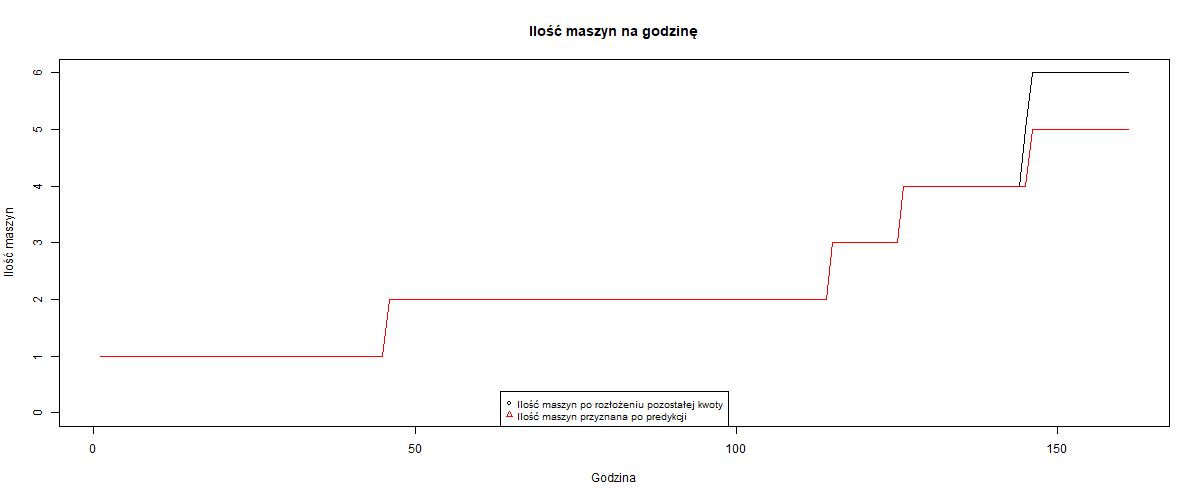 Ilość maszyn na godzinę
Ilość maszyn
6
5
4
3
2
1
0
Ilość maszyn po rozłożeniu pozostałej kwoty
Ilość maszyn przyznana po predykcji
0 50 100 150
Godzina